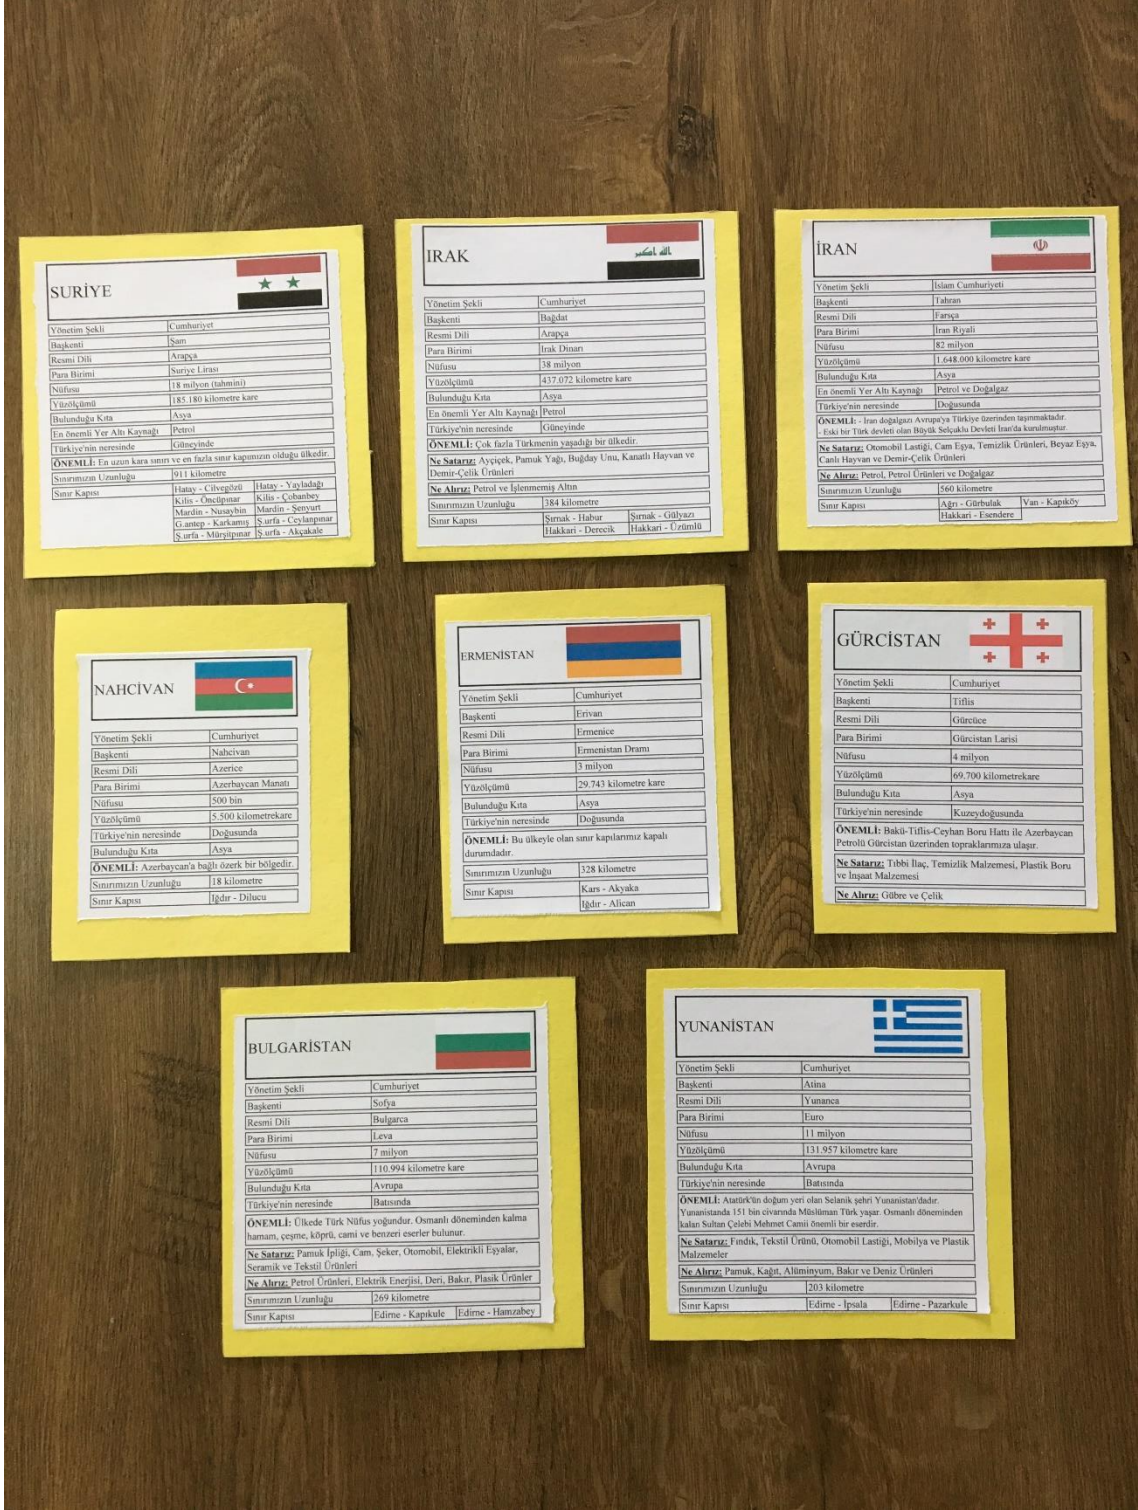 SURİYE
Yönetim Şekli Cumhuriyet
Başkenti Şam
Resmi Dili Arapça
Para Birimi Suriye Lirası
Nüfusu 18 milyon (tahmini)
Yüzölçümü 185.180 kilometre kare
Bulunduğu Kıta Asya
En önemli Yer Altı Kaynağı Petrol
Türkiye'nin neresinde Güneyinde
ÖNEMLİ: En uzun kara sınırı ve en fazla sınır kapımızın olduğu ülkedir.
Sınırımızın Uzunluğu 911 kilometre
Sınır Kapısı Hatay - Cilvegözü Hatay - Yayladağı
Kilis - Öncüpınar Kilis - Çobanbey
Mardin - Nusaybin Mardin - Şenyurt
G.antep - Karkamış Ş.urfa - Ceylanpınar
Ş.urfa - Mürşitpınar Ş.urfa - Akçakale
IRAK
الله اكبر
Yönetim Şekli Cumhuriyet
Başkenti Bağdat
Resmi Dili Arapça
Para Birimi Irak Dinarı
Nüfusu 38 milyon
Yüzölçümü 437.072 kilometre kare
Bulunduğu Kıta Asya
En önemli Yer Altı Kaynağı Petrol
Türkiye'nin neresinde Güneyinde
ÖNEMLİ: Çok fazla Türkmenin yaşadığı bir ülkedir.
Ne Satarız: Ayçiçek, Pamuk Yağı, Buğday Unu, Kanatlı Hayvan ve
Demir-Çelik Ürünleri
Ne Alırız: Petrol ve İşlenmemiş Altın
Sınırımızın Uzunluğu 384 kilometre
Sınır Kapısı Şırnak - Habur Şırnak - Gülyazı
Hakkari - Derecik Hakkari - Üzümlü
İRAN
Yönetim Şekli İslam Cumhuriyeti
Başkenti Tahran
Resmi Dili Farsça
Para Birimi İran Riyali
Nüfusu 82 milyon
Yüzölçümü 1.648.000 kilometre kare
Bulunduğu Kıta Asya
En önemli Yer Altı Kaynağı Petrol ve Doğalgaz
Türkiye'nin neresinde Doğusunda
ÖNEMLİ: - İran doğalgazı Avrupa'ya Türkiye üzerinden taşınmaktadır.
- Eski bir Türk devleti olan Büyük Selçuklu Devleti İran'da kurulmuştur.
Ne Satarız: Otomobil Lastiği, Cam Eşya, Temizlik Ürünleri, Beyaz Eşya,
Canlı Hayvan ve Demir-Çelik Ürünleri
Ne Alırız: Petrol, Petrol Ürünleri ve Doğalgaz
Sınırımızın Uzunluğu 560 kilometre
Sınır Kapısı Ağrı - Gürbulak Van - Kapıköy
Hakkari - Esendere
NAHCİVAN
Yönetim Şekli Cumhuriyet
Başkenti Nahcivan
Resmi Dili Azerice
Para Birimi Azerbaycan Manatı
Nüfusu 500 bin
Yüzölçümü 5.500 kilometrekare
Türkiye'nin neresinde Doğusunda
Bulunduğu Kıta Asya
ÖNEMLİ: Azerbaycan'a bağlı özerk bir bölgedir.
Sınırımızın Uzunluğu 18 kilometre
Sınır Kapısı Iğdır - Dilucu
ERMENİSTAN
Yönetim Şekli Cumhuriyet
Başkenti Erivan
Resmi Dili Ermenice
Para Birimi Ermenistan Dramı
Nüfusu 3 milyon
Yüzölçümü 29.743 kilometre kare
Bulunduğu Kıta Asya
Türkiye'nin neresinde Doğusunda
ÖNEMLİ: Bu ülkeyle olan sınır kapılarımız kapalı
durumdadır.
Sınırımızın Uzunluğu 328 kilometre
Sınır Kapısı Kars - Akyaka
Iğdır - Alican
GÜRCİSTAN
Yönetim Şekli Cumhuriyet
Başkenti Tiflis
Resmi Dili Gürcüce
Para Birimi Gürcistan Larisi
Nüfusu 4 milyon
Yüzölçümü 69.700 kilometrekare
Bulunduğu Kıta Asya
Türkiye'nin neresinde Kuzeydoğusunda
ÖNEMLİ: Bakü-Tiflis-Ceyhan Boru Hattı ile Azerbaycan
Petrolü Gürcistan üzerinden topraklarımıza ulaşır.
Ne Satarız: Tıbbi İlaç, Temizlik Malzemesi, Plastik Boru
ve İnşaat Malzemesi
Ne Alırız: Gübre ve Çelik
BULGARİSTAN
Yönetim Şekli Cumhuriyet
Başkenti Sofya
Resmi Dili Bulgarca
Para Birimi Leva
Nüfusu 7 milyon
Yüzölçümü 110.994 kilometre kare
Bulunduğu Kıta Avrupa
Türkiye'nin neresinde Batısında
ÖNEMLİ: Ülkede Türk Nüfus yoğundur. Osmanlı döneminden kalma
hamam, çeşme, köprü, cami ve benzeri eserler bulunur.
Ne Satarız: Pamuk İpliği, Cam, Şeker, Otomobil, Elektrikli Eşyalar,
Seramik ve Tekstil Ürünleri
Ne Alırız: Petrol Ürünleri, Elektrik Enerjisi, Deri, Bakır, Plasik Ürünler
Sınırımızın Uzunluğu 269 kilometre
Sınır Kapısı Edirne - Kapıkule Edirne - Hamzabey
YUNANİSTAN
Yönetim Şekli Cumhuriyet
Başkenti Atina
Resmi Dili Yunanca
Para Birimi Euro
Nüfusu 11 milyon
Yüzölçümü 131.957 kilometre kare
Bulunduğu Kıta Avrupa
Türkiye'nin neresinde Batısında
ÖNEMLİ: Atatürk'ün doğum yeri olan Selanik şehri Yunanistan'dadır.
Yunanistanda 151 bin civarında Müslüman Türk yaşar. Osmanlı döneminden
kalan Sultan Çelebi Mehmet Camii önemli bir eserdir.
Ne Satarız: Fındık, Tekstil Ürünü, Otomobil Lastiği, Mobilya ve Plastik
Malzemeler
Ne Alırız: Pamuk, Kağıt, Alüminyum, Bakır ve Deniz Ürünleri
Sınırımızın Uzunluğu 203 kilometre
Sınır Kapısı Edirne - İpsala Edirne - Pazarkule